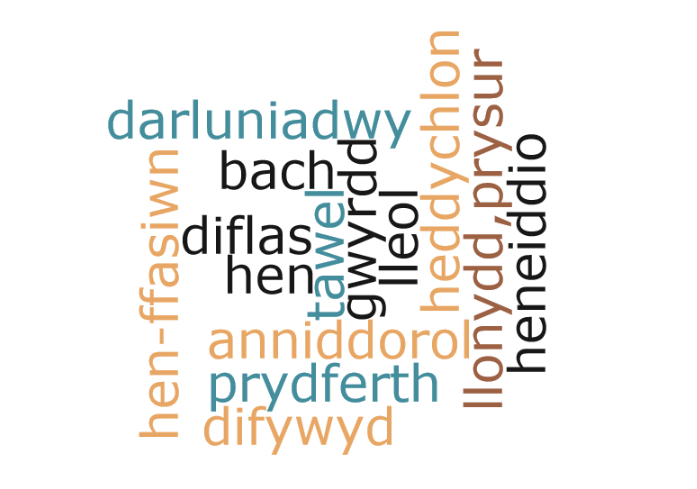 darluniadwy
bach
diflas
hen
hen-ffasiwn
tawel
gwyrdd
lleol
heddychlon
llonydd,prysur
heneiddio
anniddorol
prydferth
difywyd